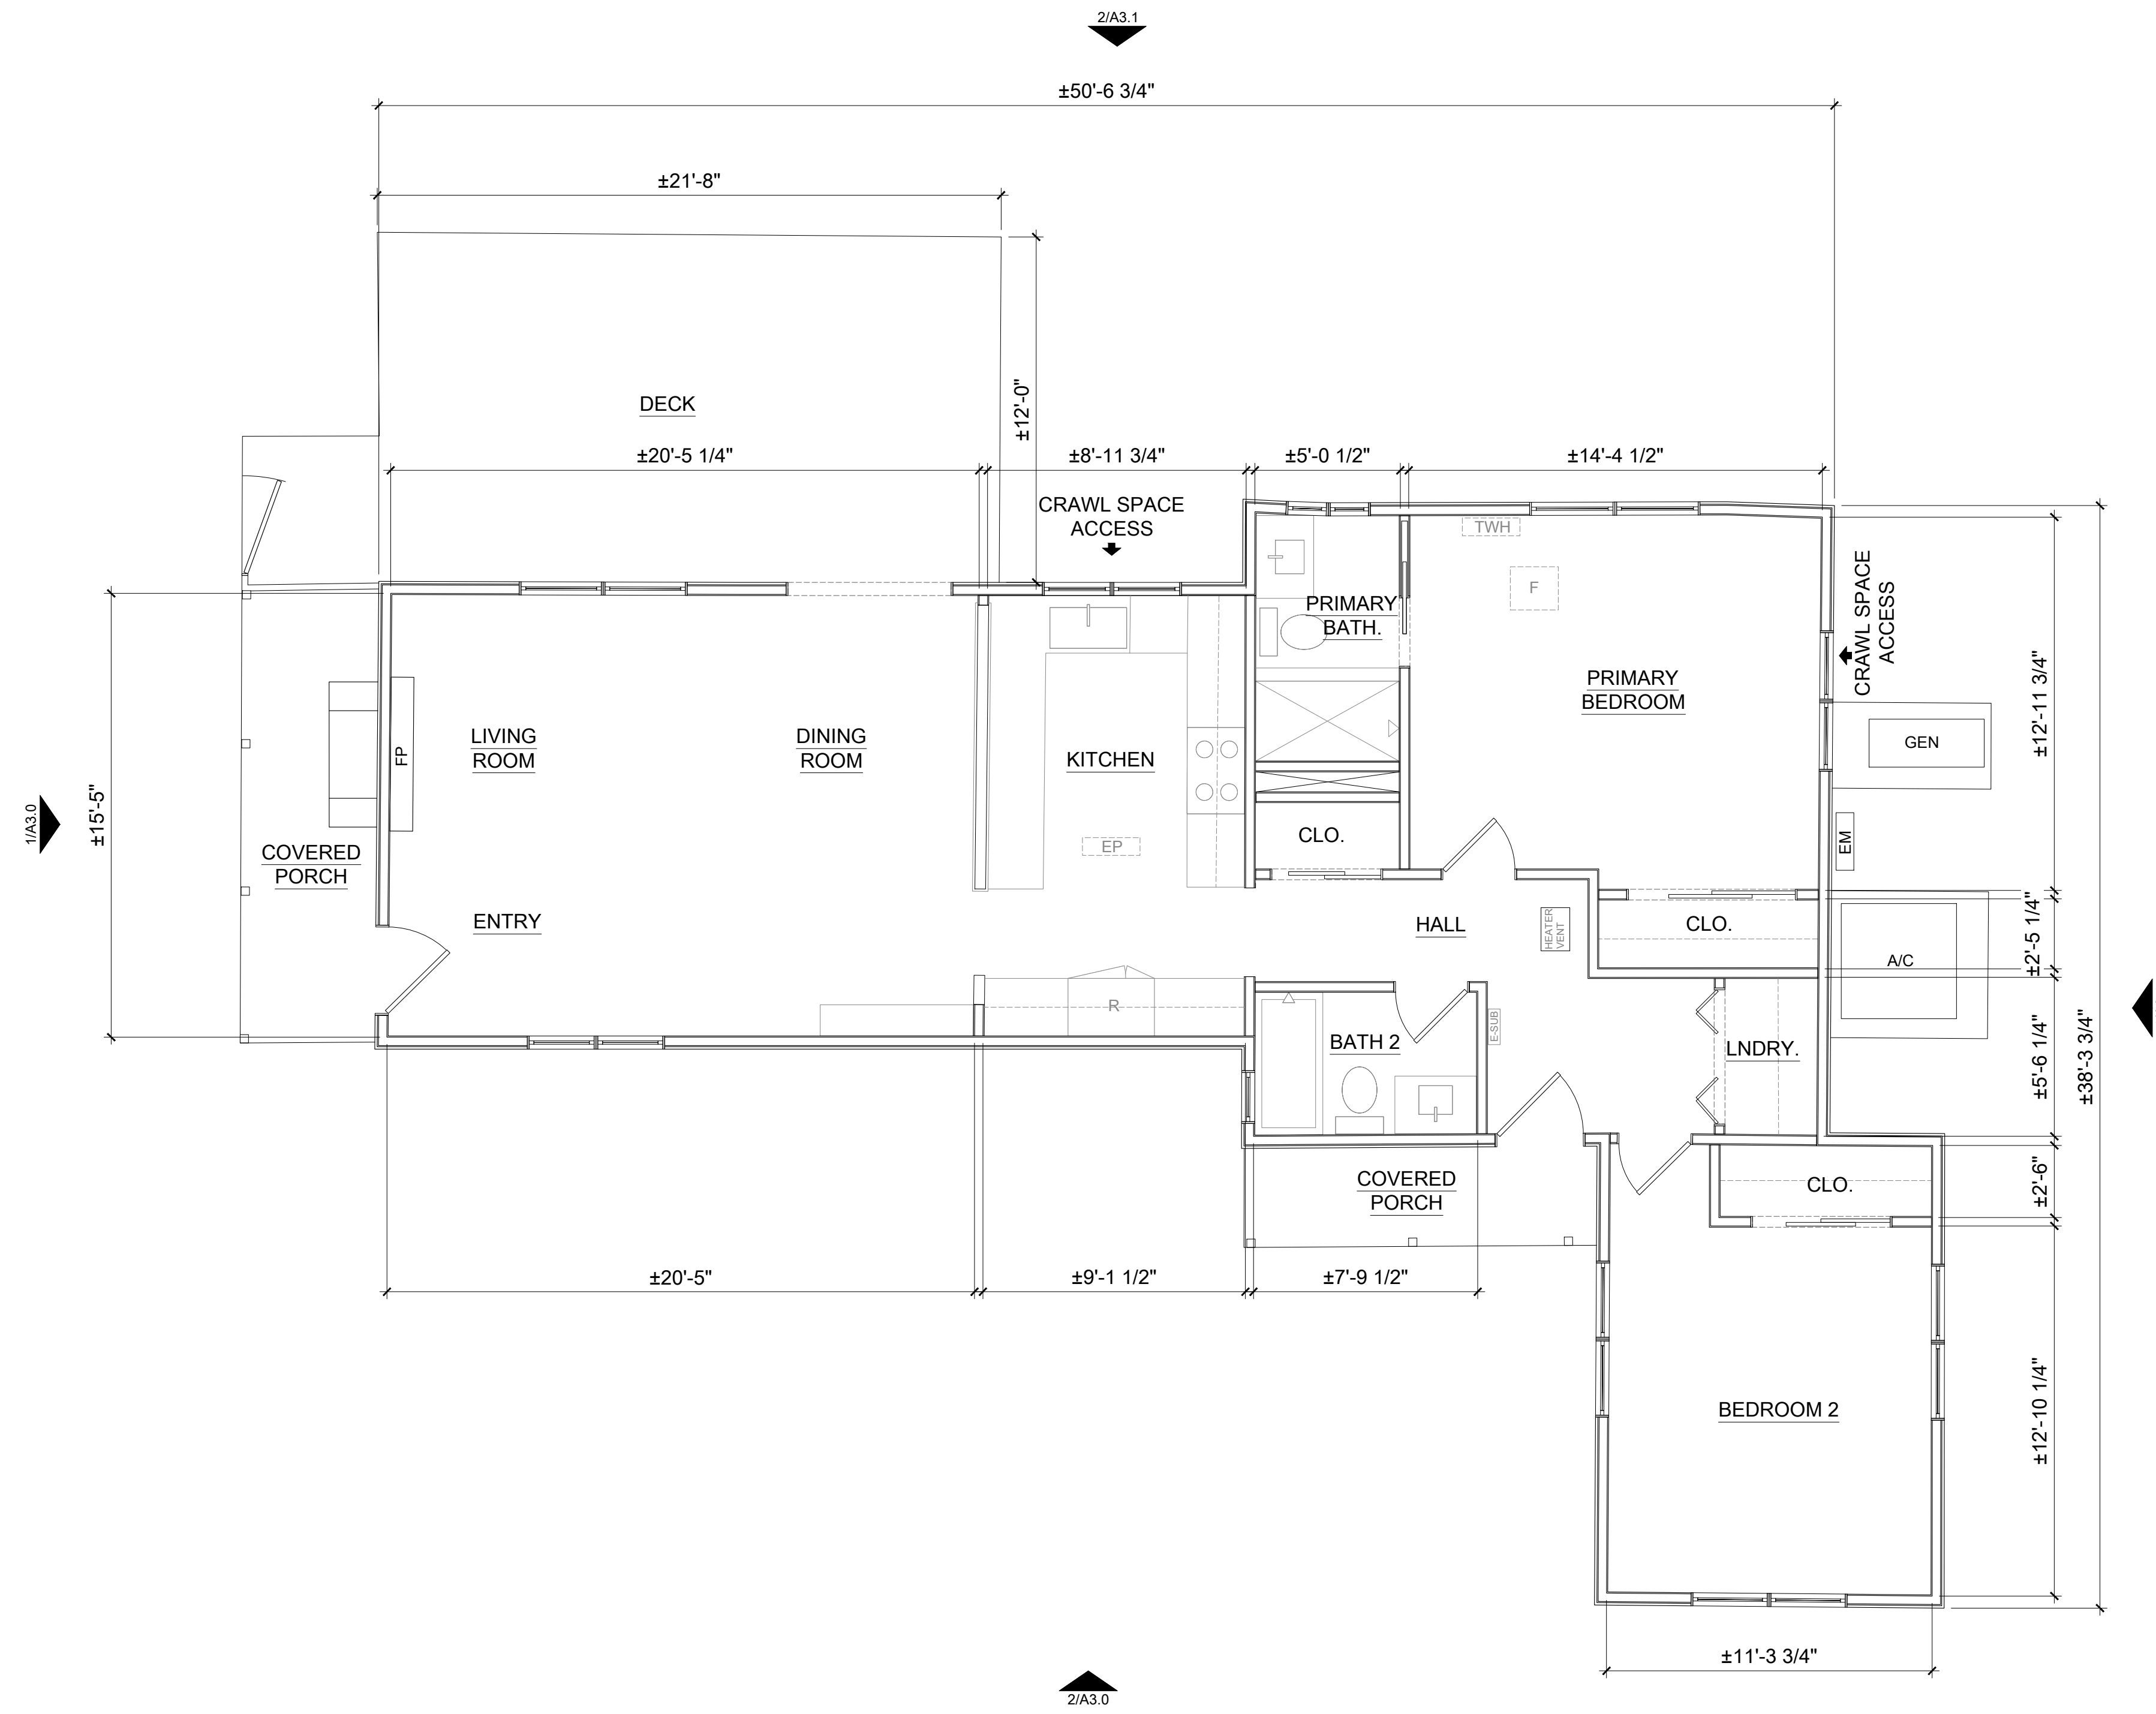 2/A3.1
±50'-6 3/4"
±21'-8"
DECK
±12'-0"
±20'-5 1/4"
±8'-11 3/4"
±5'-0 1/2"
±14'-4 1/2"
CRAWL SPACE
ACCESS
TWH
F
PRIMARY
BATH.
PRIMARY
BEDROOM
CRAWL SPACE
ACCESS
±12'-11 3/4"
GEN
LIVING
ROOM
DINING
ROOM
KITCHEN
FP
±15'-5"
1/A3.0
COVERED
PORCH
EP
CLO.
EM
ENTRY
HALL
HEATER
VENT
CLO.
A/C
±2'-5 1/4"
R
E-SUB
BATH 2
LNDRY.
±5'-6 1/4"
±38'-3 3/4"
COVERED
PORCH
CLO.
±2'-6"
±20'-5"
±9'-1 1/2"
±7'-9 1/2"
BEDROOM 2
±12'-10 1/4"
±11'-3 3/4"
2/A3.0